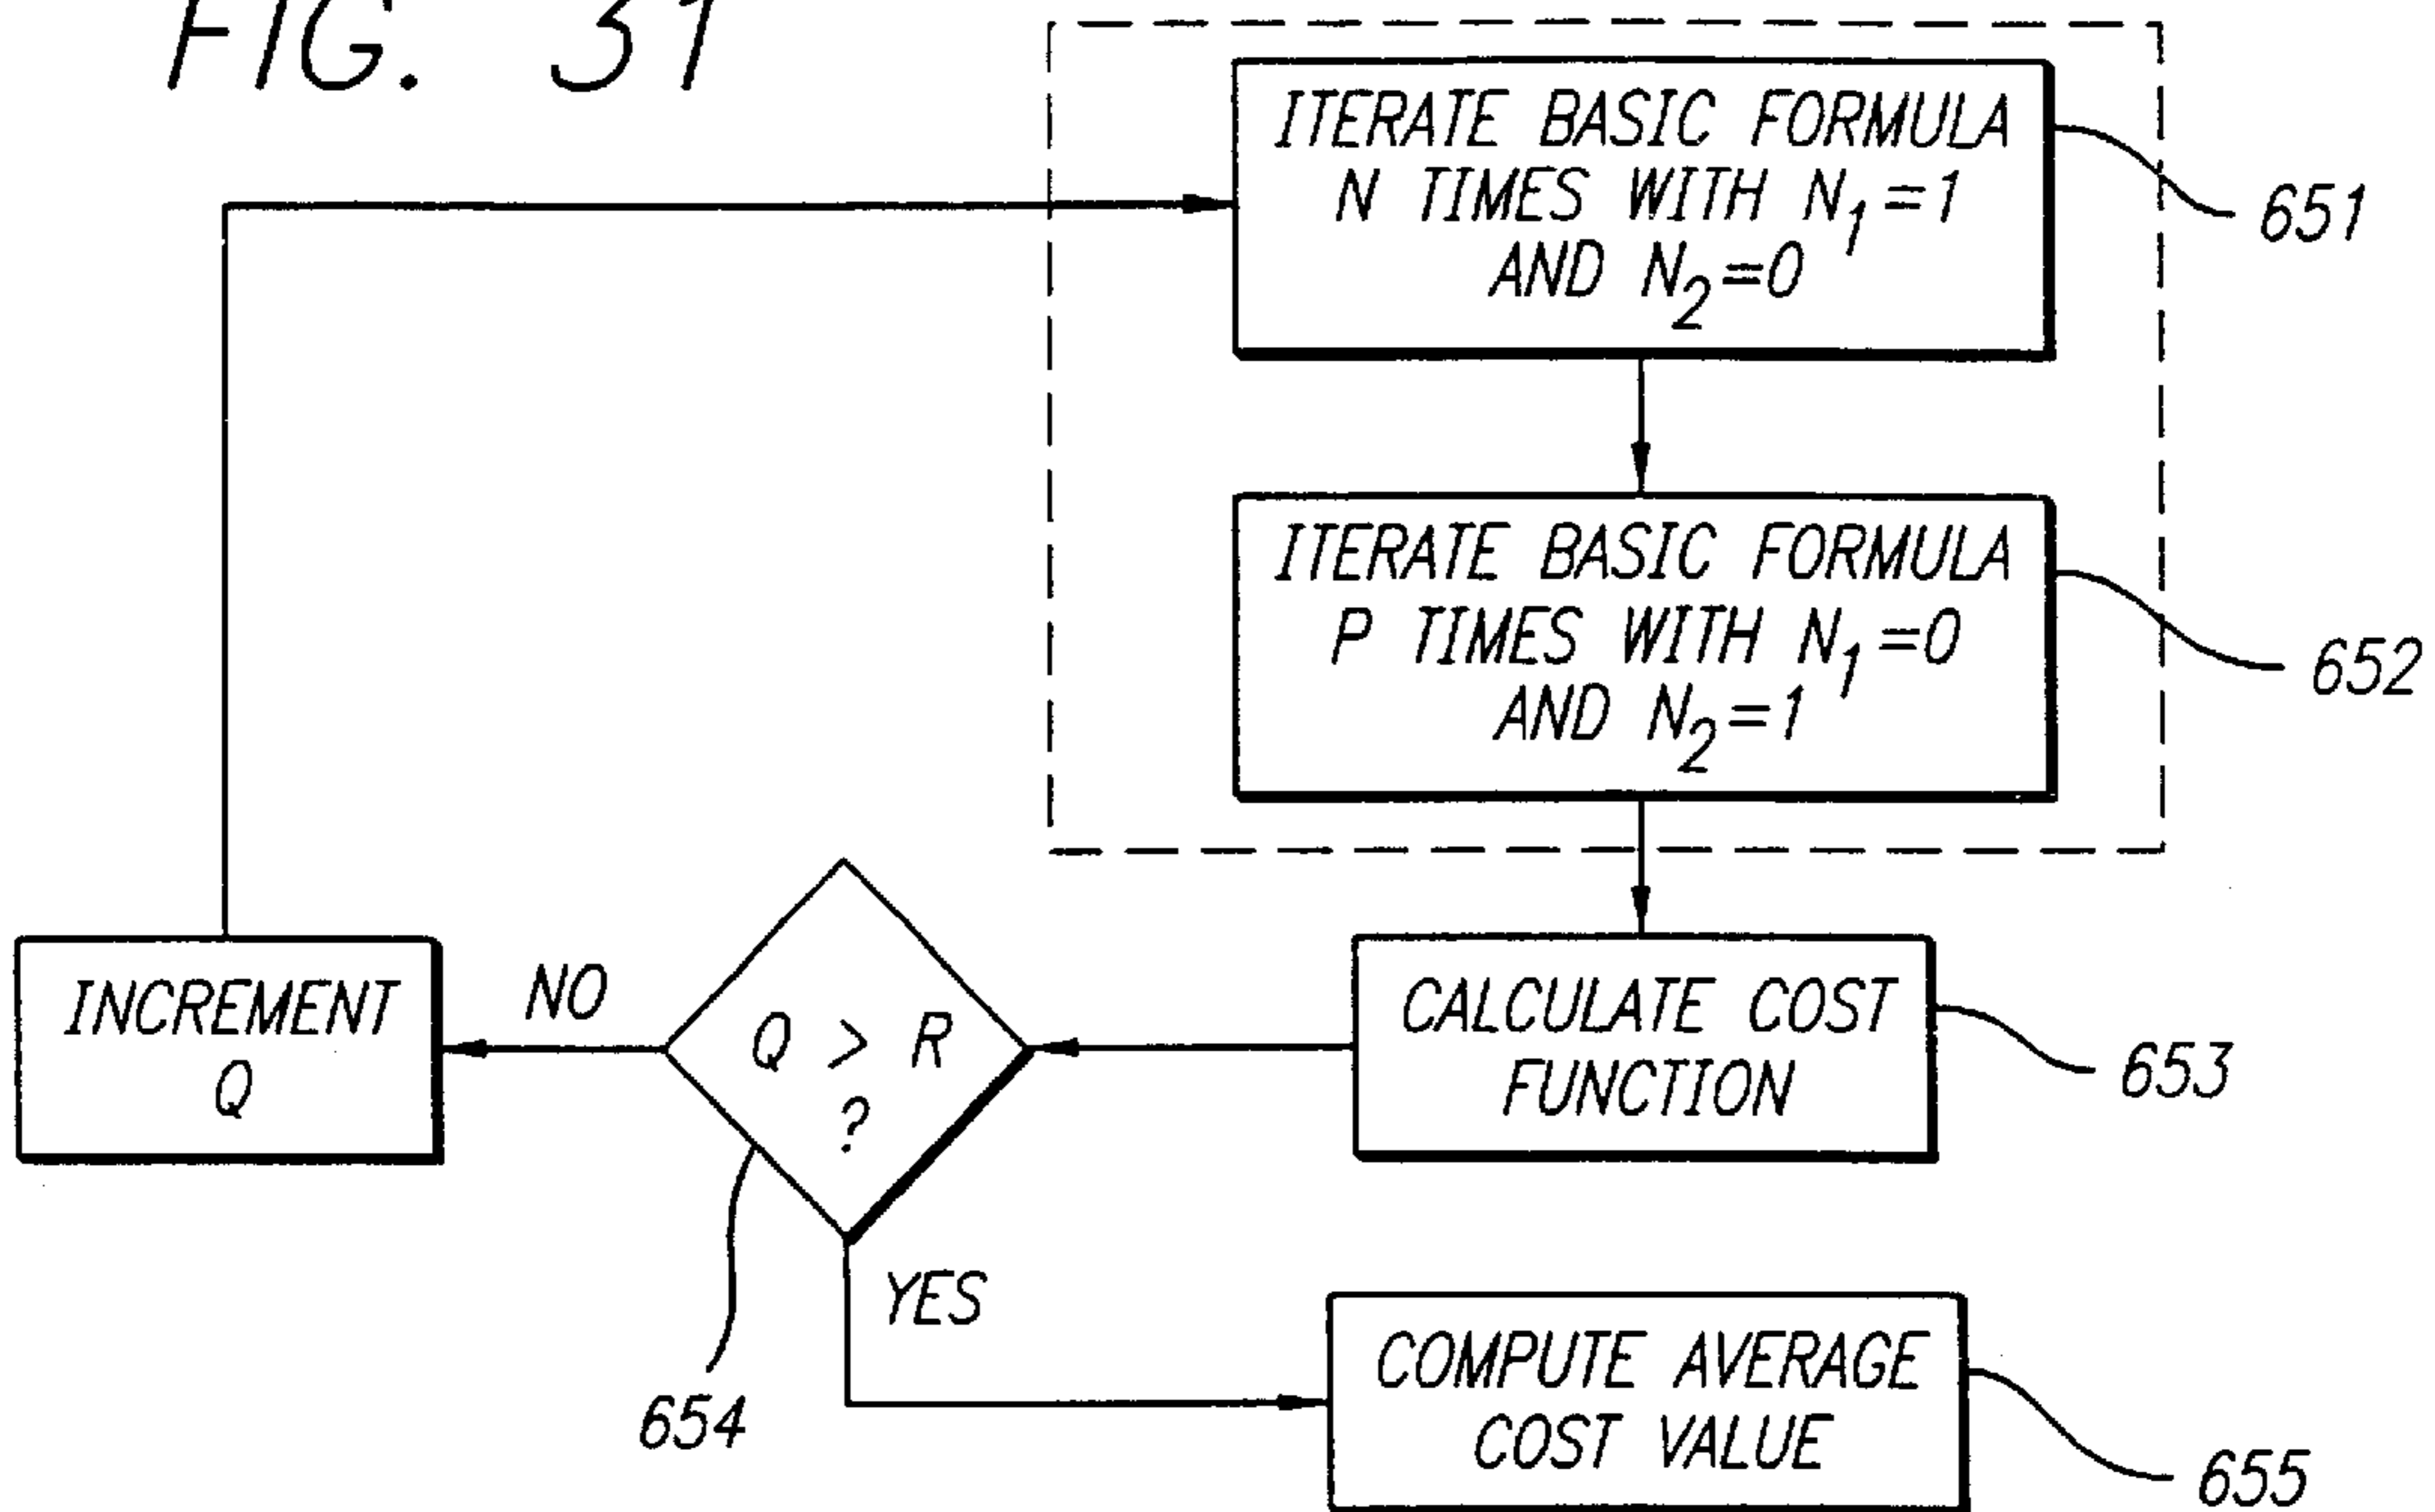 FIG. 31
ITERATE BASIC FORMULA
N TIMES WITH N₁=1
AND N₂=0
651
ITERATE BASIC FORMULA
P TIMES WITH N₁=0
AND N₂=1
652
CALCULATE COST
FUNCTION
653
Q > R
?
654
NO
INCREMENT
Q
YES
COMPUTE AVERAGE
COST VALUE
655